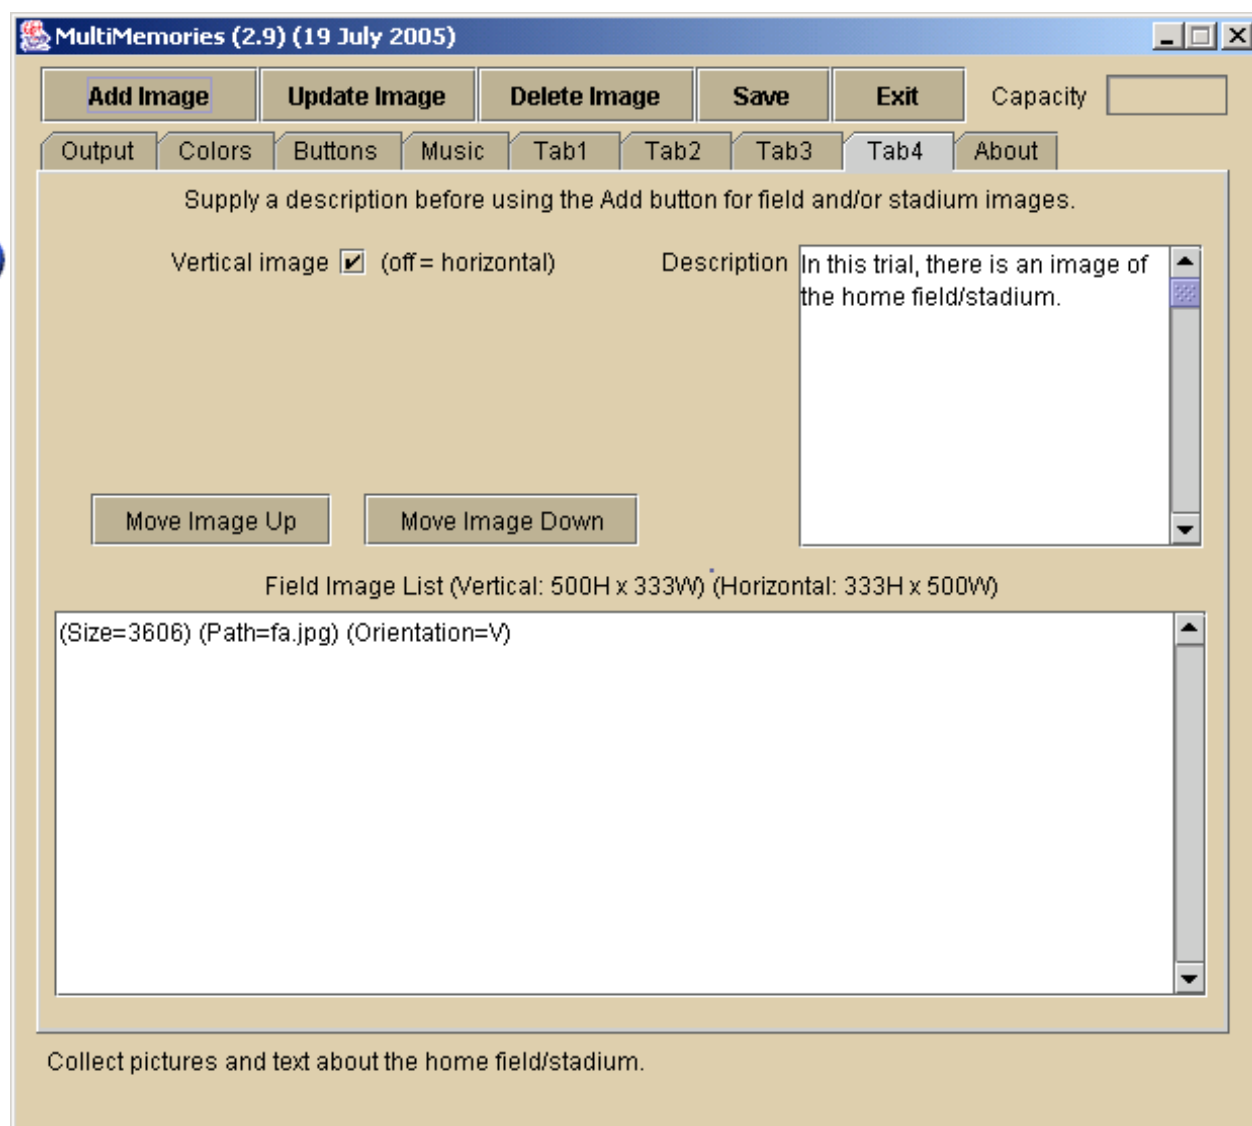 MultiMemories (2.9) (19 July 2005)
Add Image Update Image Delete Image Save Exit Capacity
Output Colors Buttons Music Tab1 Tab2 Tab3 Tab4 About
Supply a description before using the Add button for field and/or stadium images.
Vertical image (off = horizontal) Description In this trial, there is an image of
the home field/stadium.
Move Image Up Move Image Down
Field Image List (Vertical: 500H x 333W) (Horizontal: 333H x 500W)
(Size=3606) (Path=fa.jpg) (Orientation=V)
Collect pictures and text about the home field/stadium.